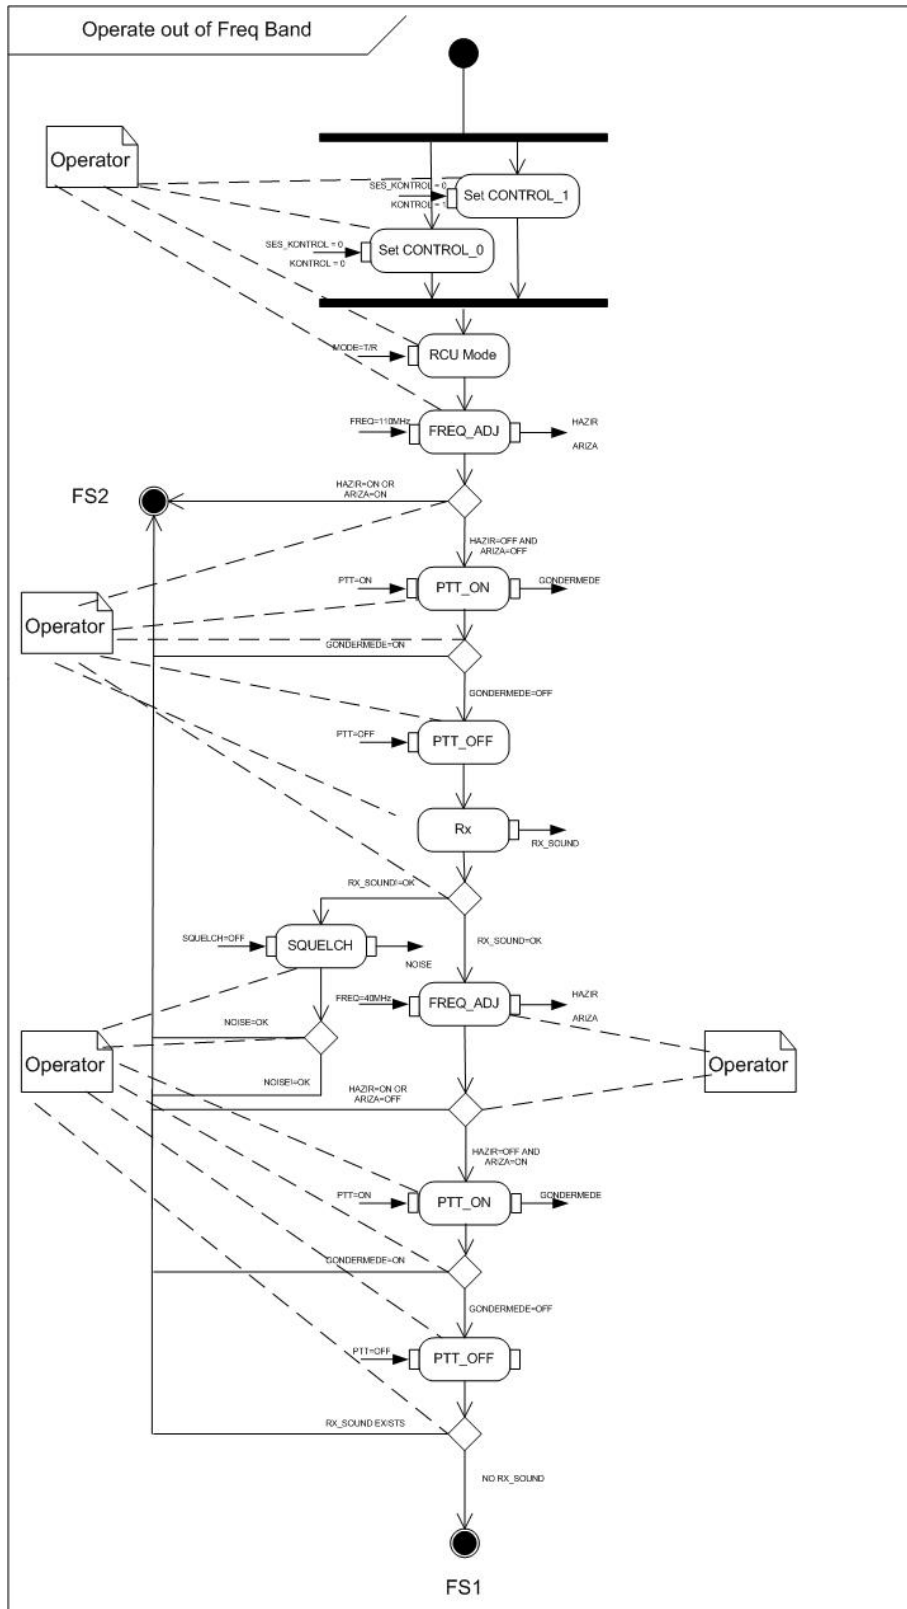 Operate out of Freq Band
Operator
SES_KONTROL = 0
KONTROL = 1
Set CONTROL_1
SES_KONTROL = 0
KONTROL = 0
Set CONTROL_0
MODE=T/R
RCU Mode
FREQ=110MHz
FREQ_ADJ
HAZIR
ARIZA
FS2
HAZIR=ON OR
ARIZA=ON
HAZIR=OFF AND
ARIZA=OFF
PTT=ON
PTT_ON
GONDERMEDE
Operator
GONDERMEDE=ON
GONDERMEDE=OFF
PTT=OFF
PTT_OFF
Rx
RX_SOUND
RX_SOUND!=OK
SQUELCH=OFF
SQUELCH
NOISE
RX_SOUND=OK
FREQ=40MHz
FREQ_ADJ
HAZIR
ARIZA
NOISE=OK
Operator
Operator
NOISE!=OK
HAZIR=ON OR
ARIZA=OFF
HAZIR=OFF AND
ARIZA=ON
PTT=ON
PTT_ON
GONDERMEDE
GONDERMEDE=ON
GONDERMEDE=OFF
PTT=OFF
PTT_OFF
RX_SOUND EXISTS
NO RX_SOUND
FS1